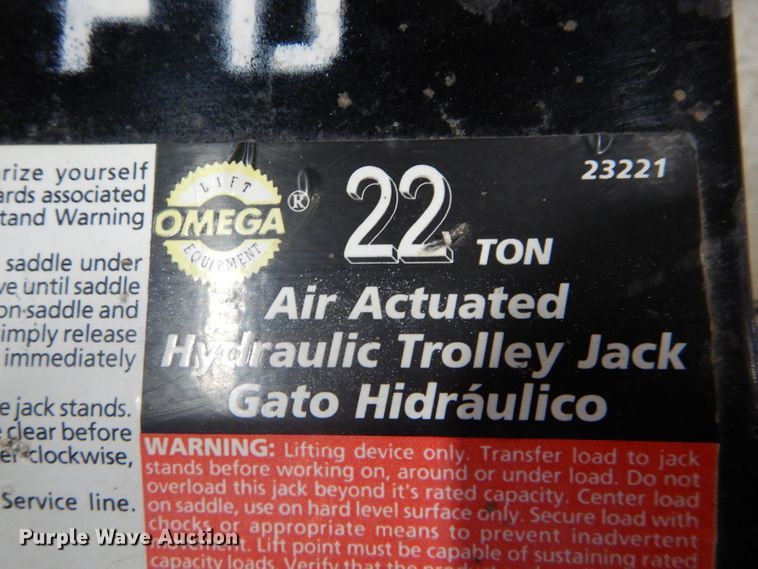 PD
arize yourself
ards associated
tand Warning
saddle under
ve until saddle
on saddle and
simply release
immediately
e jack stands.
clear before
er clockwise,
Service line.
LIFT
OMEGA®
EQUIPMENT
22 TON
23221
Air Actuated
Hydraulic Trolley Jack
Gato Hidráulico
WARNING: Lifting device only. Transfer load to jack
stands before working on, around or under load. Do not
overload this jack beyond it's rated capacity. Center load
on saddle, use on hard level surface only. Secure load with
chocks or appropriate means to prevent inadvertent
movement. Lift point must be capable of sustaining rated
capacity loads. Verify that the
Purple Wave Auction